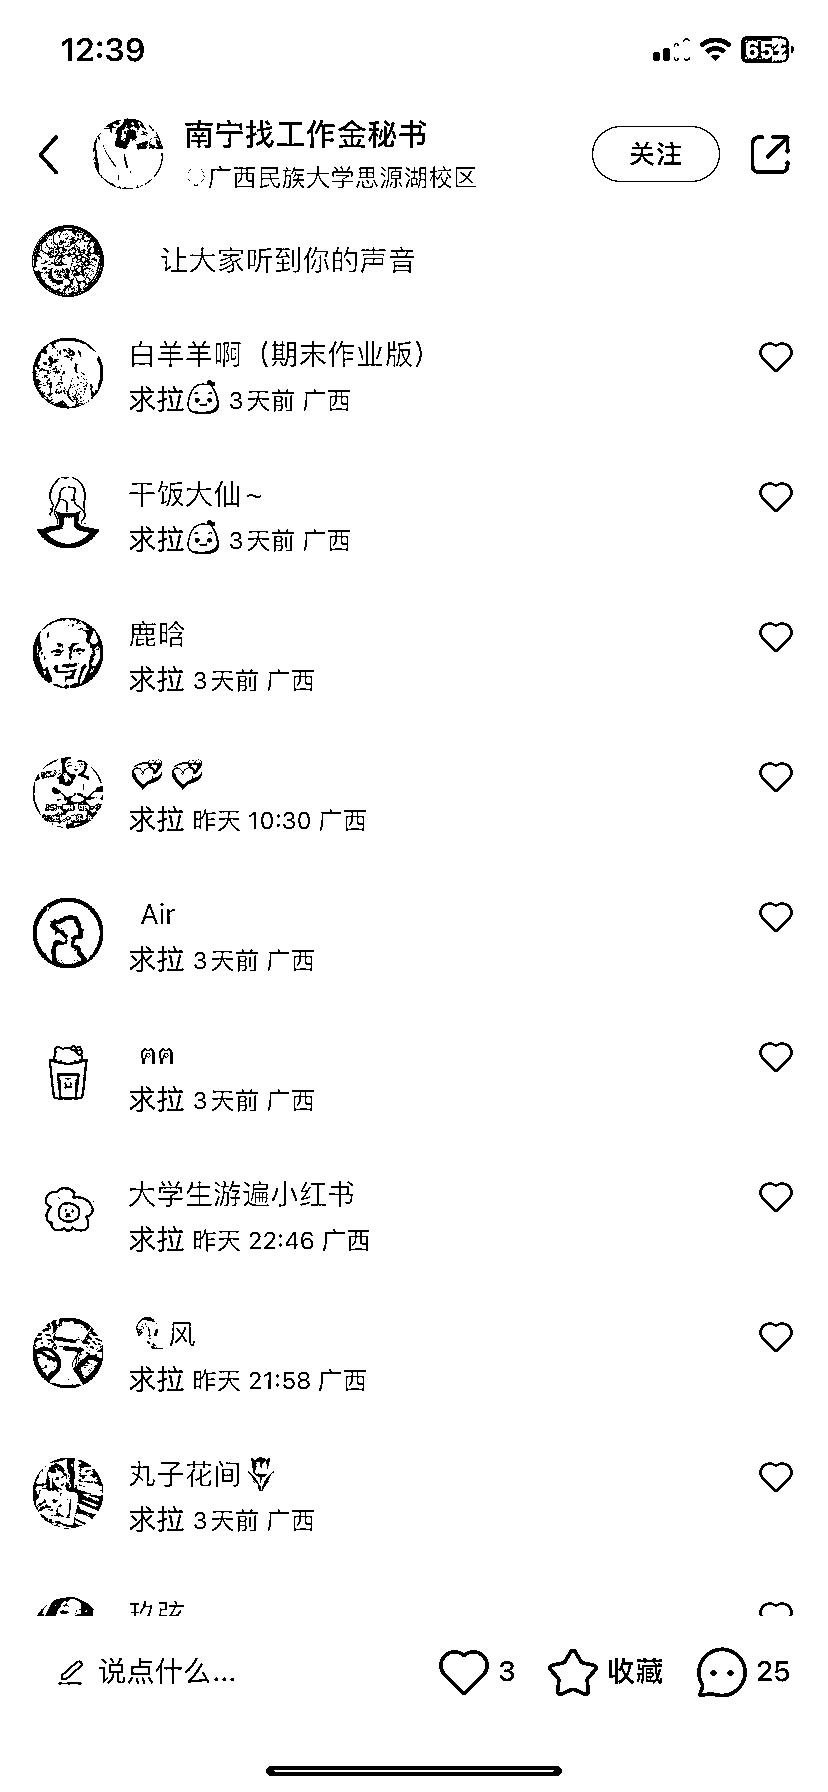 12:39
65
南宁找工作金秘书
广西民族大学思源湖校区
关注
让大家听到你的声音
白羊羊啊（期末作业版）
求拉 3天前 广西
干饭大仙~
求拉 3天前 广西
鹿晗
求拉 3天前 广西
💞 💞
求拉 昨天 10:30 广西
Air
求拉 3天前 广西
ฅฅ
求拉 3天前 广西
大学生游遍小红书
求拉 昨天 22:46 广西
风
求拉 昨天 21:58 广西
丸子花间🌷
求拉 3天前 广西
玖弦
说点什么...
3
收藏
25